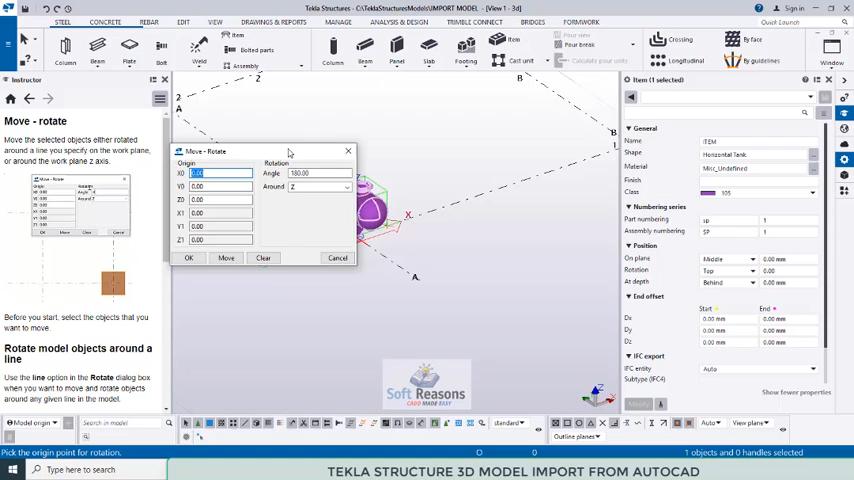 Tekla Structures - C:\TeklaStructuresModels\IMPORT MODEL - [View 1 - 3d]
Sign in
STEEL CONCRETE REBAR EDIT VIEW DRAWINGS & REPORTS MANAGE ANALYSIS & DESIGN TRIMBLE CONNECT BRIDGES FORMWORK
Quick Launch
Column Beam Plate Bolt Weld
Item
Bolted parts
Assembly
Column Beam Panel Slab Footing
Item
Cast unit
Pour view
Pour break
Calculate pour units
Crossing
Longitudinal
By face
By guidelines
Window
Instructor
Move - rotate
Move the selected objects either rotated
around a line you specify on the work plane,
or around the work plane z axis.
Before you start, select the objects that you
want to move.
Rotate model objects around a
line
Use the line option in the Rotate dialog box
when you want to move and rotate objects
around any given line in the model.
2
A
2
B
B
1
X
A
Z
Move - Rotate
Origin
X0 0.00
Y0 0.00
Z0 0.00
X1 0.00
Y1 0.00
Z1 0.00
Rotation
Angle 180.00
Around Z
OK Move Clear Cancel
Soft Reasons
CADD MADE EASY
Item (1 selected)
General
Name ITEM
Shape Horizontal Tank
Material Misc_Undefined
Finish
Class 105
Numbering series
Part numbering sp 1
Assembly numbering SP 1
Position
On plane Middle 0.00 mm
Rotation Top 0.00
At depth Behind 0.00 mm
End offset
Start End
Dx 0.00 mm 0.00 mm
Dy 0.00 mm 0.00 mm
Dz 0.00 mm 0.00 mm
IFC export
IFC entity Auto
Subtype (IFC4)
Show fewer properties
Modify
Model origin
Search in model
standard
Auto
View plane
Outline planes
Pick the origin point for rotation.
O
0
1 objects and 0 handles selected
Type here to search
TEKLA STRUCTURE 3D MODEL IMPORT FROM AUTOCAD